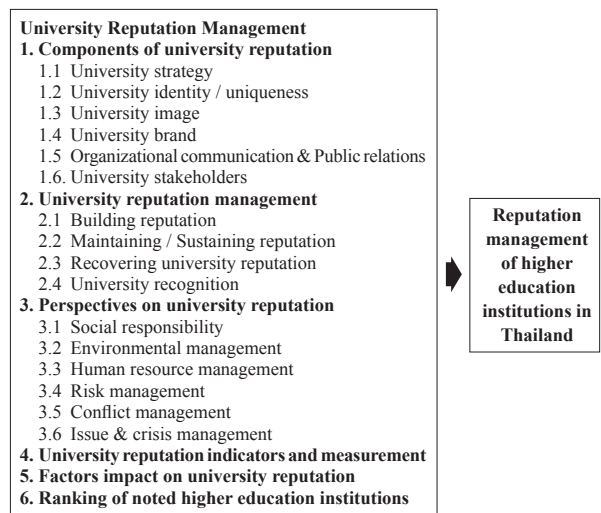 University Reputation Management
1. Components of university reputation
1.1 University strategy
1.2 University identity / uniqueness
1.3 University image
1.4 University brand
1.5 Organizational communication & Public relations
1.6. University stakeholders
2. University reputation management
2.1 Building reputation
2.2 Maintaining / Sustaining reputation
2.3 Recovering university reputation
2.4 University recognition
3. Perspectives on university reputation
3.1 Social responsibility
3.2 Environmental management
3.3 Human resource management
3.4 Risk management
3.5 Conflict management
3.6 Issue & crisis management
4. University reputation indicators and measurement
5. Factors impact on university reputation
6. Ranking of noted higher education institutions
Reputation
management
of higher
education
institutions in
Thailand